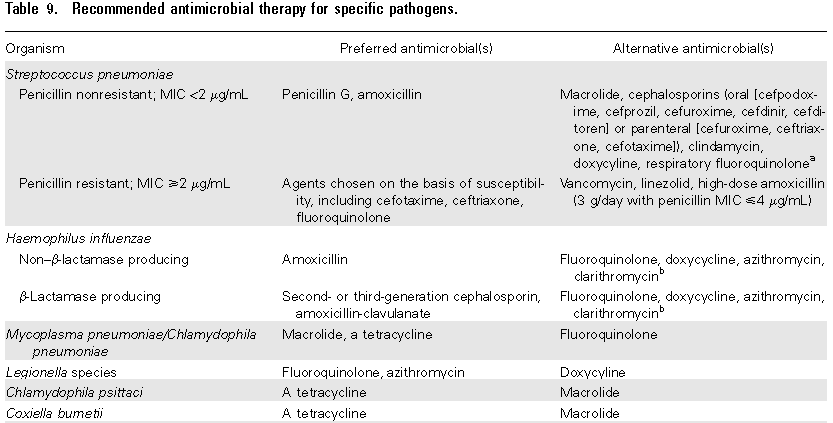 Table 9. Recommended antimicrobial therapy for specific pathogens.
Organism Preferred antimicrobial(s) Alternative antimicrobial(s)
Streptococcus pneumoniae
Penicillin nonresistant; MIC <2 μg/mL Penicillin G, amoxicillin Macrolide, cephalosporins (oral [cefpodox-
ime, cefprozil, cefuroxime, cefdinir, cefdi-
toren] or parenteral [cefuroxime, ceftriax-
one, cefotaxime]), clindamycin,
doxycyline, respiratory fluoroquinoloneᵃ
Penicillin resistant; MIC ⩾2 μg/mL Agents chosen on the basis of susceptibil- Vancomycin, linezolid, high-dose amoxicillin
ity, including cefotaxime, ceftriaxone, (3 g/day with penicillin MIC ⩽4 μg/mL)
fluoroquinolone
Haemophilus influenzae
Non–β-lactamase producing Amoxicillin Fluoroquinolone, doxycycline, azithromycin,
clarithromycinᵇ
β-Lactamase producing Second- or third-generation cephalosporin, Fluoroquinolone, doxycycline, azithromycin,
amoxicillin-clavulanate clarithromycinᵇ
Mycoplasma pneumoniae/Chlamydophila Macrolide, a tetracycline Fluoroquinolone
pneumoniae
Legionella species Fluoroquinolone, azithromycin Doxycyline
Chlamydophila psittaci A tetracycline Macrolide
Coxiella burnetii A tetracycline Macrolide